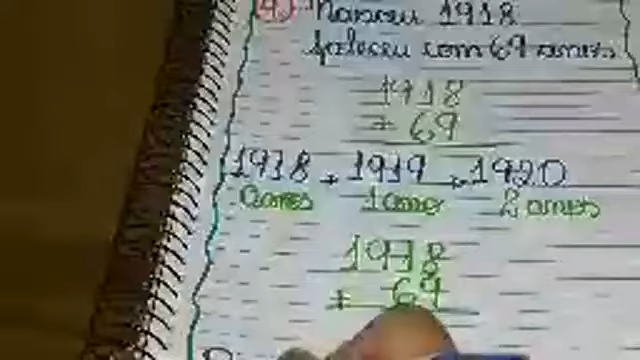 4.) Nasceu 1918
faleceu com 69 anos
1918
+ 69
1918 → 1919 → 1920
0 anos 1 ano 2 anos
1918
+ 69